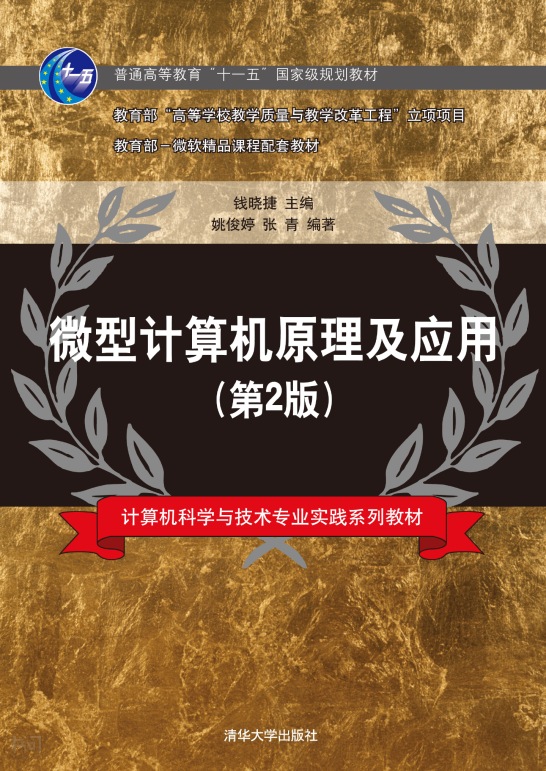 十一五
普通高等教育“十一五”国家级规划教材
教育部“高等学校教学质量与教学改革工程”立项项目
教育部－微软精品课程配套教材
钱晓捷 主编
姚俊婷 张 青 编著
微型计算机原理及应用
（第2版）
计算机科学与技术专业实践系列教材
清华大学出版社